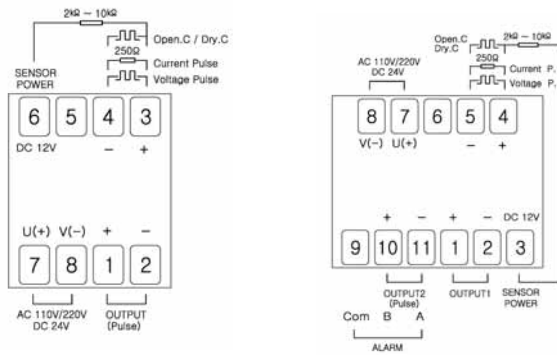 2kΩ ~ 10kΩ
Open.C / Dry.C
250Ω
Current Pulse
Voltage Pulse
SENSOR
POWER
6 5 4 3
DC 12V − +
U(+) V(−) + −
7 8 1 2
AC 110V/220V
DC 24V
OUTPUT
(Pulse)
2kΩ ~ 10kΩ
Open.C
Dry.C
250Ω
Current P.
Voltage P.
AC 110V/220V
DC 24V
8 7 6 5 4
V(−) U(+) − +
+ − + − DC 12V
9 10 11 1 2 3
OUTPUT2
(Pulse)
OUTPUT1
SENSOR
POWER
Com B A
ALARM